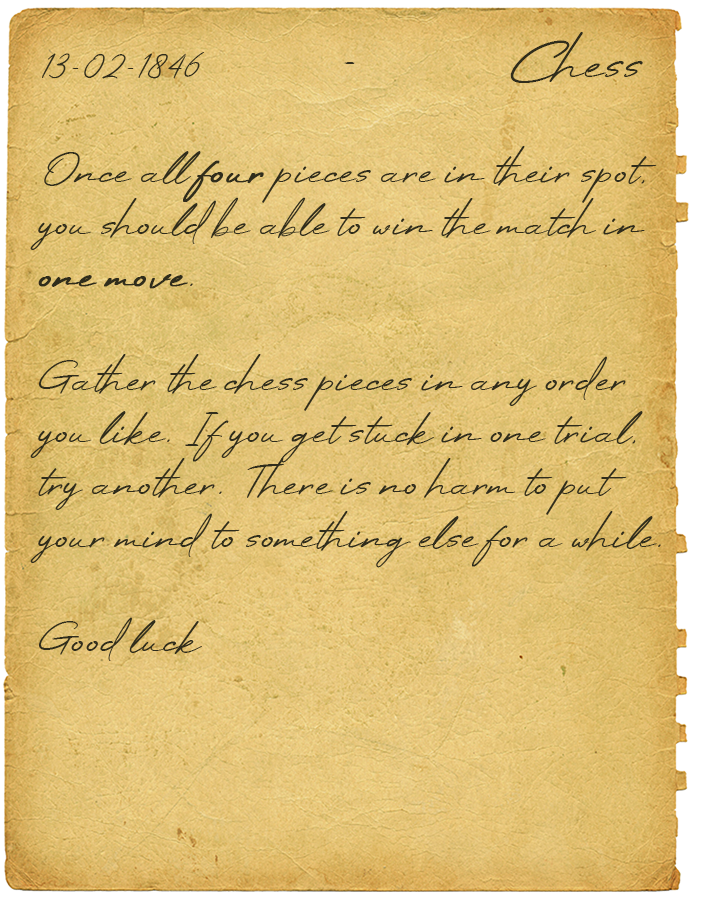 13-02-1846 - Chess
Once all four pieces are in their spot,
you should be able to win the match in
one move.
Gather the chess pieces in any order
you like. If you get stuck in one trial,
try another. There is no harm to put
your mind to something else for a while.
Good luck